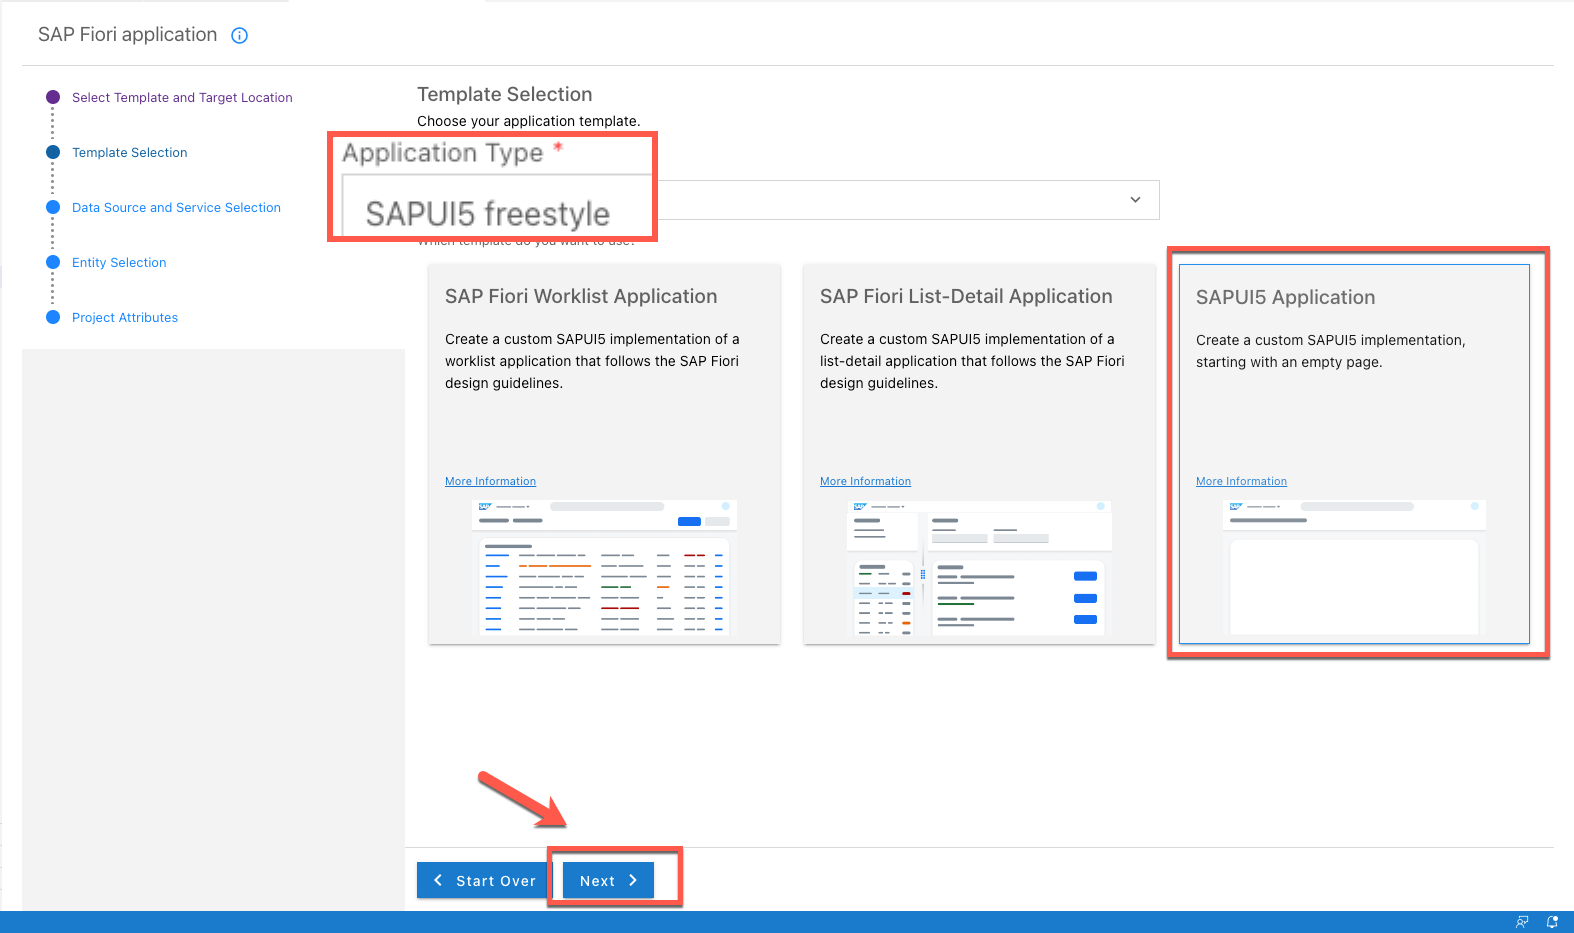 SAP Fiori application
Select Template and Target Location
Template Selection
Data Source and Service Selection
Entity Selection
Project Attributes
Template Selection
Choose your application template.
Application Type *
SAPUI5 freestyle
Which template do you want to use?
SAP Fiori Worklist Application
Create a custom SAPUI5 implementation of a
worklist application that follows the SAP Fiori
design guidelines.
More Information
SAP
SAP Fiori List-Detail Application
Create a custom SAPUI5 implementation of a
list-detail application that follows the SAP Fiori
design guidelines.
More Information
SAP
SAPUI5 Application
Create a custom SAPUI5 implementation,
starting with an empty page.
More Information
SAP
Start Over
Next